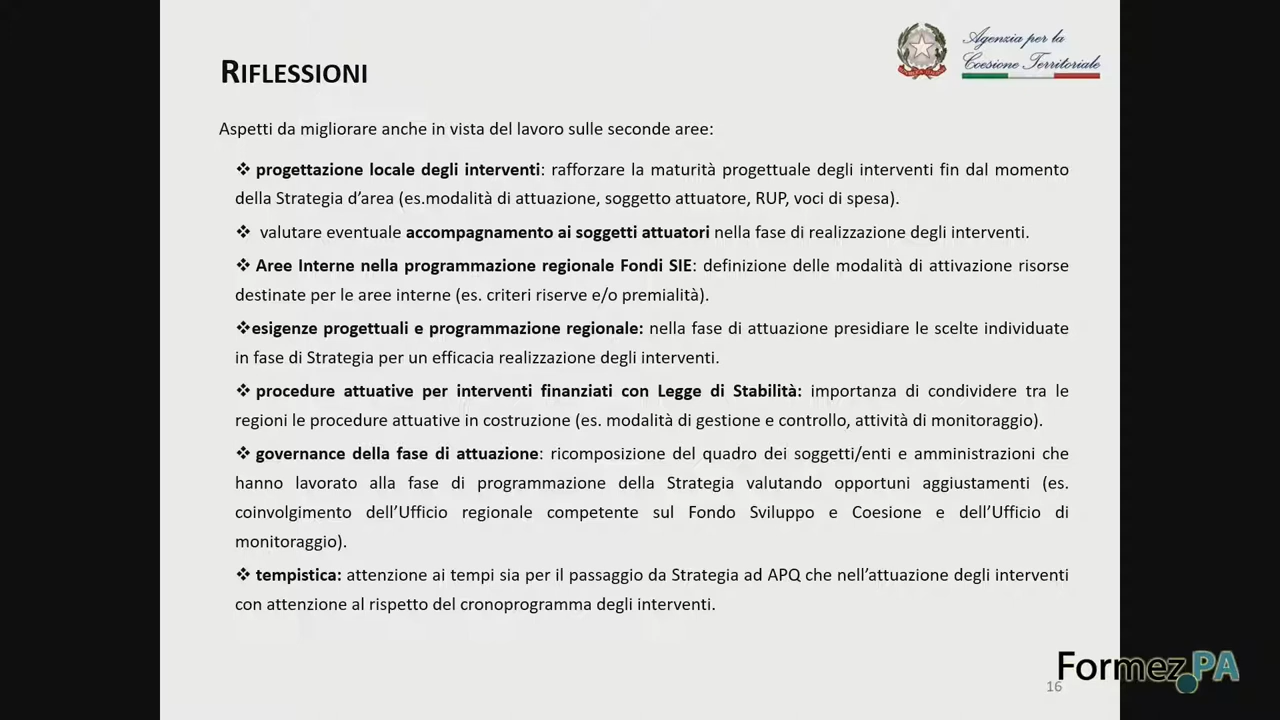 Agenzia per la
Coesione Territoriale
RIFLESSIONI
Aspetti da migliorare anche in vista del lavoro sulle seconde aree:
❖ progettazione locale degli interventi: rafforzare la maturità progettuale degli interventi fin dal momento
della Strategia d’area (es.modalità di attuazione, soggetto attuatore, RUP, voci di spesa).
❖ valutare eventuale accompagnamento ai soggetti attuatori nella fase di realizzazione degli interventi.
❖ Aree Interne nella programmazione regionale Fondi SIE: definizione delle modalità di attivazione risorse
destinate per le aree interne (es. criteri riserve e/o premialità).
❖esigenze progettuali e programmazione regionale: nella fase di attuazione presidiare le scelte individuate
in fase di Strategia per un efficacia realizzazione degli interventi.
❖ procedure attuative per interventi finanziati con Legge di Stabilità: importanza di condividere tra le
regioni le procedure attuative in costruzione (es. modalità di gestione e controllo, attività di monitoraggio).
❖ governance della fase di attuazione: ricomposizione del quadro dei soggetti/enti e amministrazioni che
hanno lavorato alla fase di programmazione della Strategia valutando opportuni aggiustamenti (es.
coinvolgimento dell’Ufficio regionale competente sul Fondo Sviluppo e Coesione e dell’Ufficio di
monitoraggio).
❖ tempistica: attenzione ai tempi sia per il passaggio da Strategia ad APQ che nell’attuazione degli interventi
con attenzione al rispetto del cronoprogramma degli interventi.
Formez PA
16